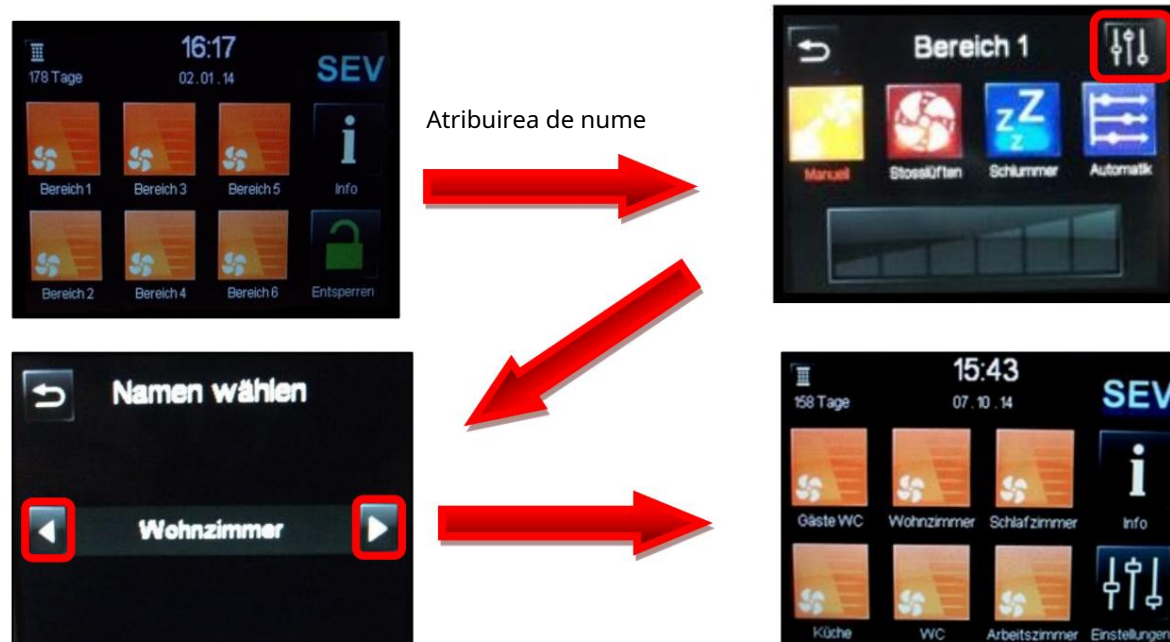 16:17
178 Tage
02.01.14
SEV
Bereich 1
Bereich 3
Bereich 5
Info
Bereich 2
Bereich 4
Bereich 6
Entsperren
Atribuirea de nume
Bereich 1
Manuell
Stosslüften
Schlummer
Automatik
Namen wählen
Wohnzimmer
15:43
158 Tage
07.10.14
SEV
Gäste WC
Wohnzimmer
Schlafzimmer
Info
Küche
WC
Arbeitszimmer
Einstellungen